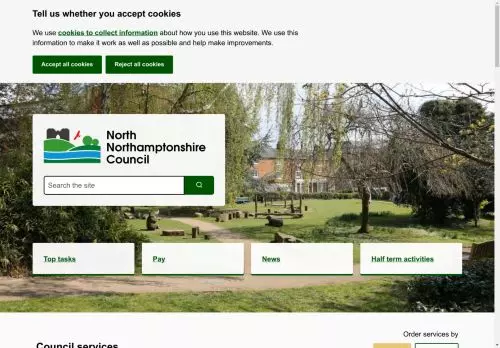 Tell us whether you accept cookies
We use cookies to collect information about how you use this website. We use
this information to make it work as well as possible and help make improvements.
Accept all cookies
Reject all cookies
North
Northamptonshire
Council
Search the site
Top tasks
Pay
News
Half term activities
Order services by
Council services